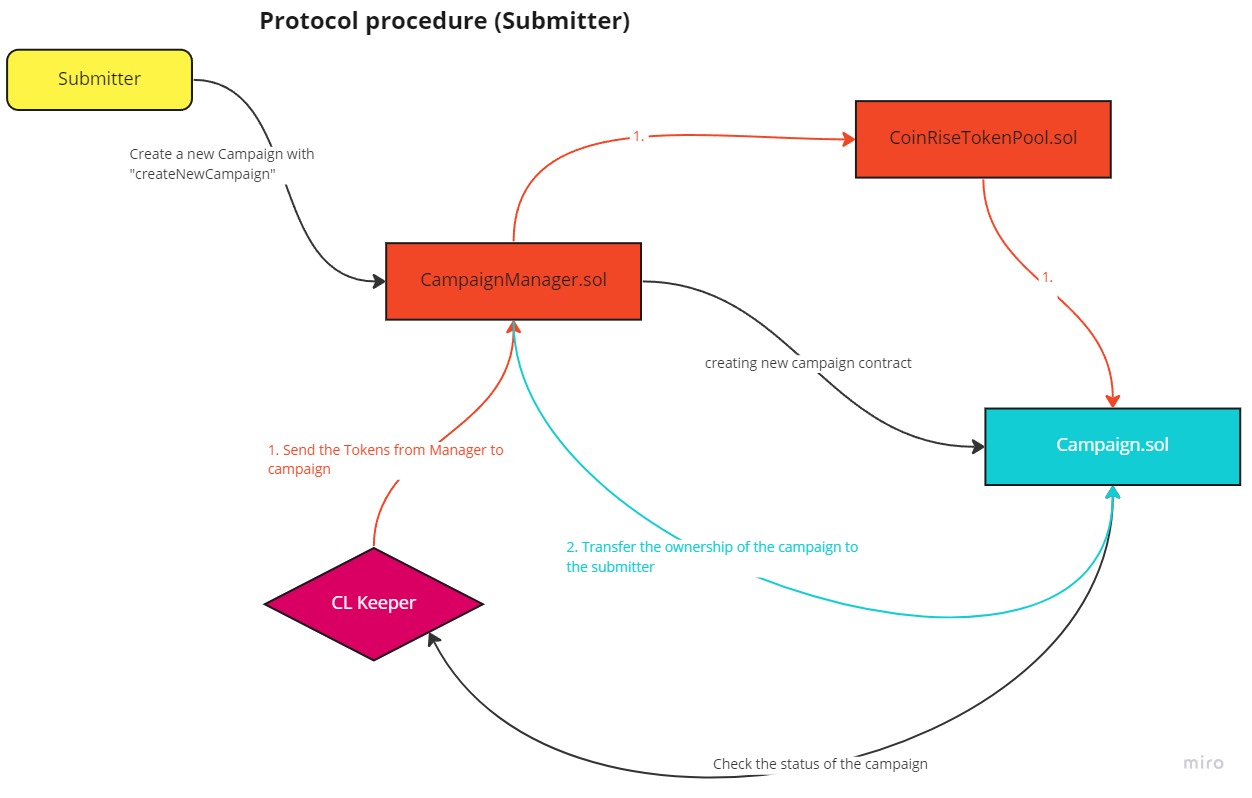 Protocol procedure (Submitter)
Submitter
Create a new Campaign with
"createNewCampaign"
1.
CoinRiseTokenPool.sol
CampaignManager.sol
1.
creating new campaign contract
Campaign.sol
1. Send the Tokens from Manager to
campaign
2. Transfer the ownership of the campaign to
the submitter
CL Keeper
Check the status of the campaign
miro